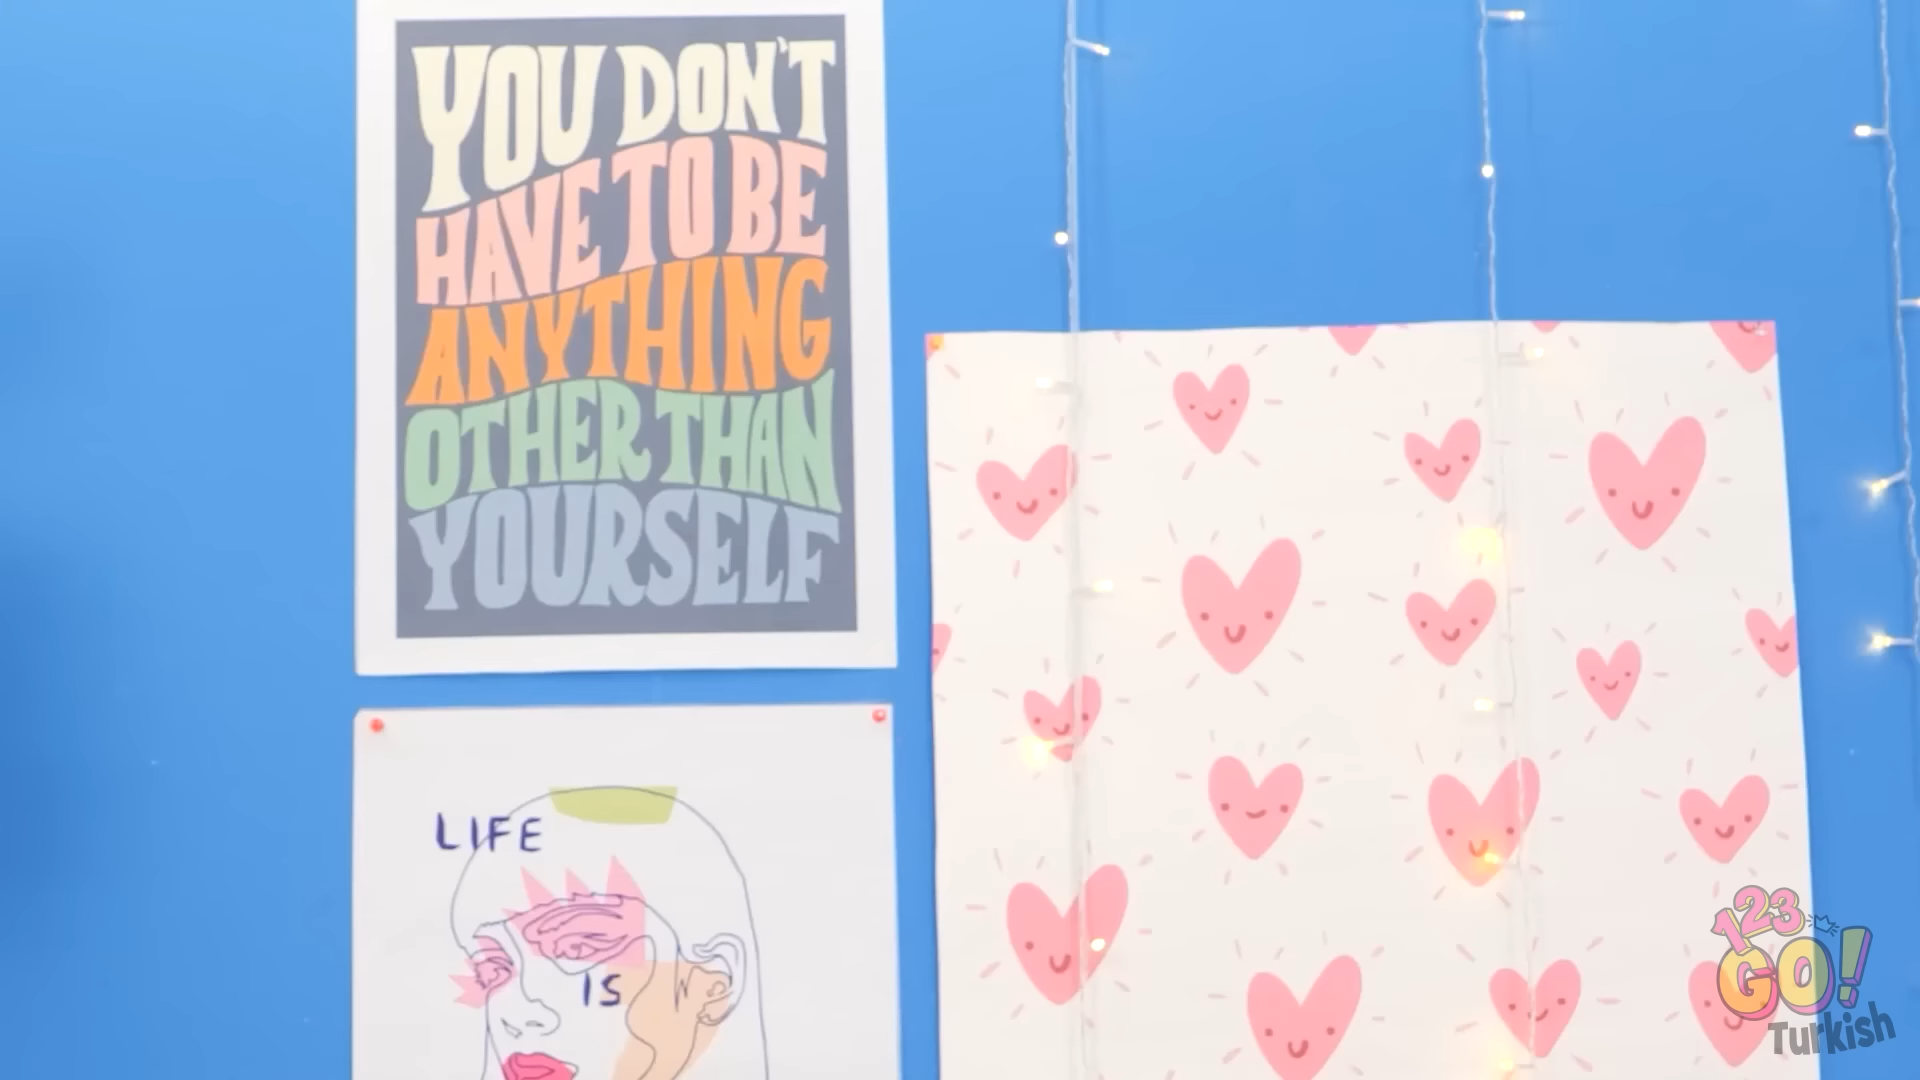 YOU DON'T
HAVE TO BE
ANYTHING
OTHER THAN
YOURSELF
LIFE
IS
123
GO!
Turkish